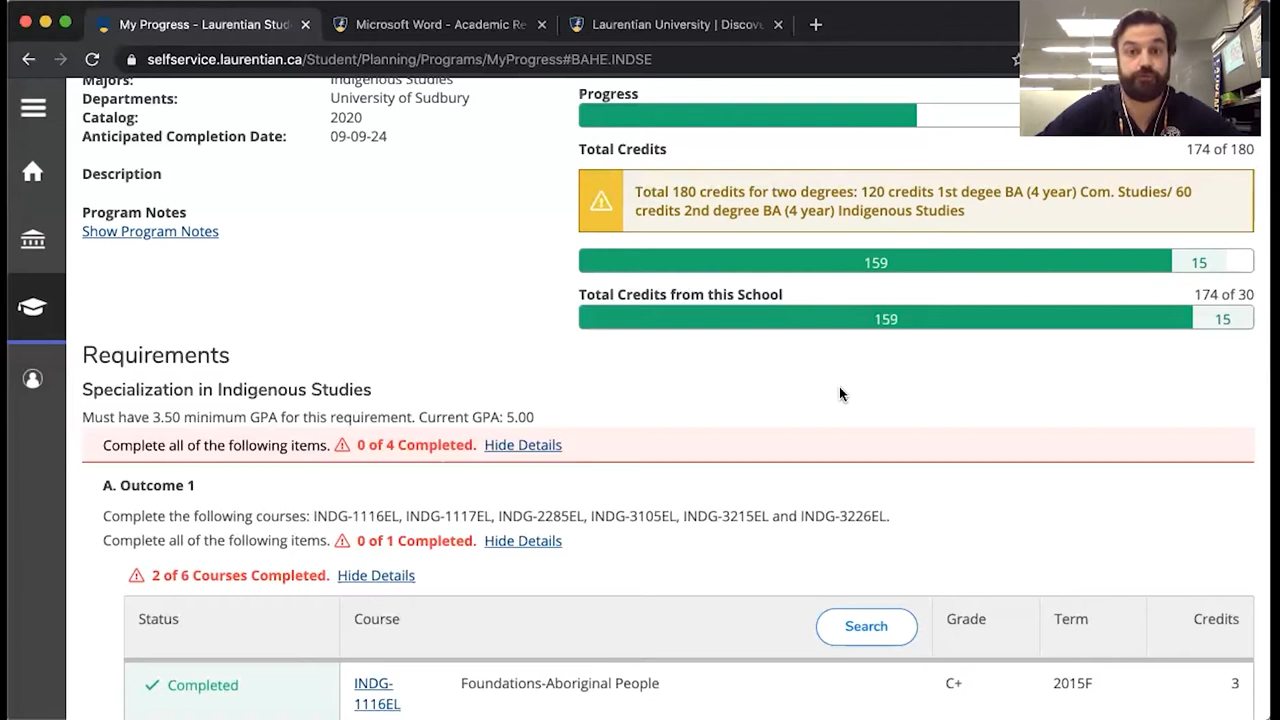 My Progress - Laurentian Stud
Microsoft Word - Academic Re
Laurentian University | Discov
selfservice.laurentian.ca/Student/Planning/Programs/MyProgress#BAHE.INDSE
Majors:
Indigenous Studies
Departments:
University of Sudbury
Catalog:
2020
Anticipated Completion Date:
09-09-24
Description
Program Notes
Show Program Notes
Progress
Total Credits
174 of 180
Total 180 credits for two degrees: 120 credits 1st degee BA (4 year) Com. Studies/ 60
credits 2nd degree BA (4 year) Indigenous Studies
159
15
Total Credits from this School
174 of 30
159
15
Requirements
Specialization in Indigenous Studies
Must have 3.50 minimum GPA for this requirement. Current GPA: 5.00
Complete all of the following items. 0 of 4 Completed. Hide Details
A. Outcome 1
Complete the following courses: INDG-1116EL, INDG-1117EL, INDG-2285EL, INDG-3105EL, INDG-3215EL and INDG-3226EL.
Complete all of the following items. 0 of 1 Completed. Hide Details
2 of 6 Courses Completed. Hide Details
Status
Course
Search
Grade
Term
Credits
Completed
INDG-
1116EL
Foundations-Aboriginal People
C+
2015F
3